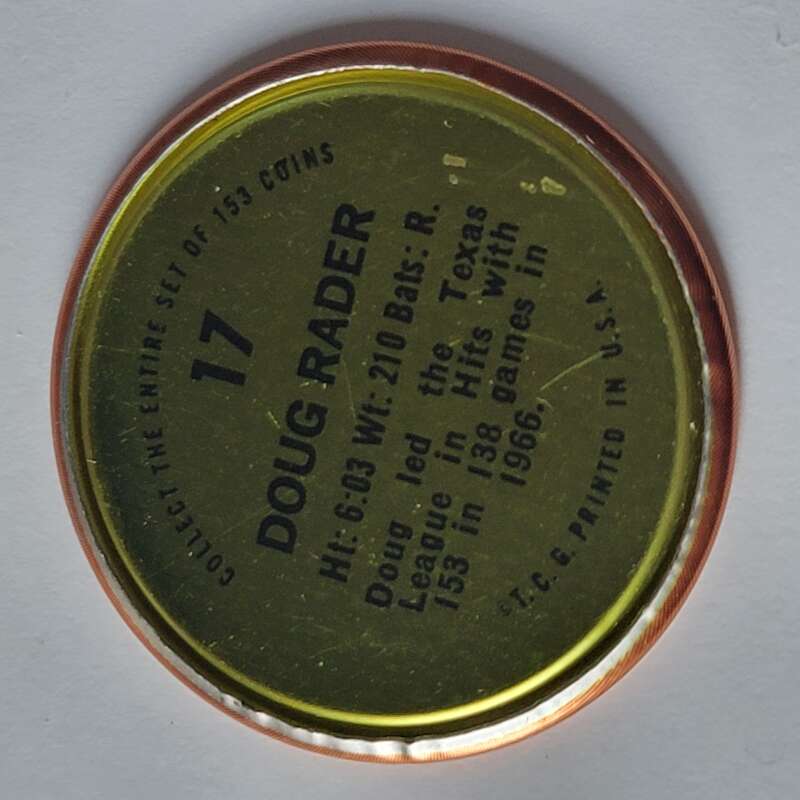 COLLECT THE ENTIRE SET OF 153 COINS
17
DOUG RADER
Ht: 6:03 Wt: 210 Bats: R.
Doug led the Texas
League in Hits with
153 in 138 games in
1966.
©T.C.G. PRINTED IN U.S.A.